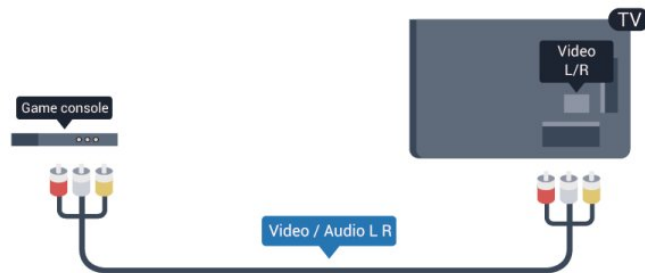 TV
Video
L/R
Game console
Video / Audio L R